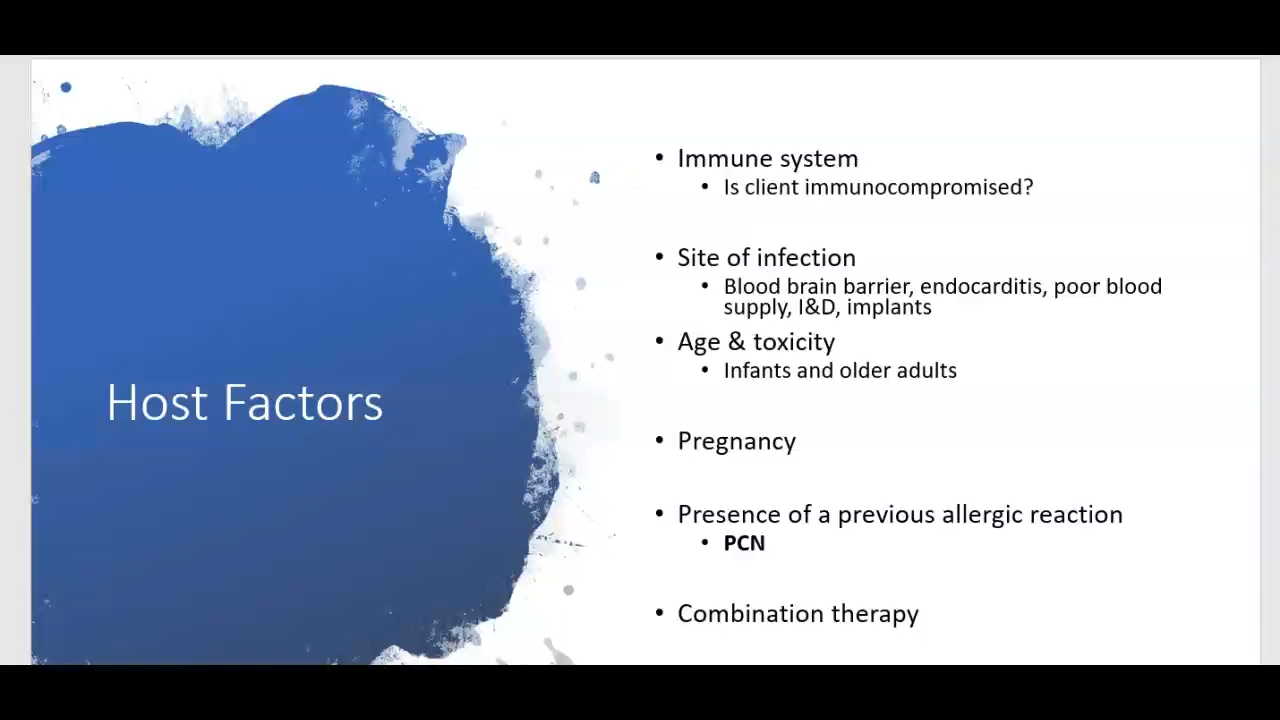 Host Factors
• Immune system
• Is client immunocompromised?
• Site of infection
• Blood brain barrier, endocarditis, poor blood
supply, I&D, implants
• Age & toxicity
• Infants and older adults
• Pregnancy
• Presence of a previous allergic reaction
• PCN
• Combination therapy